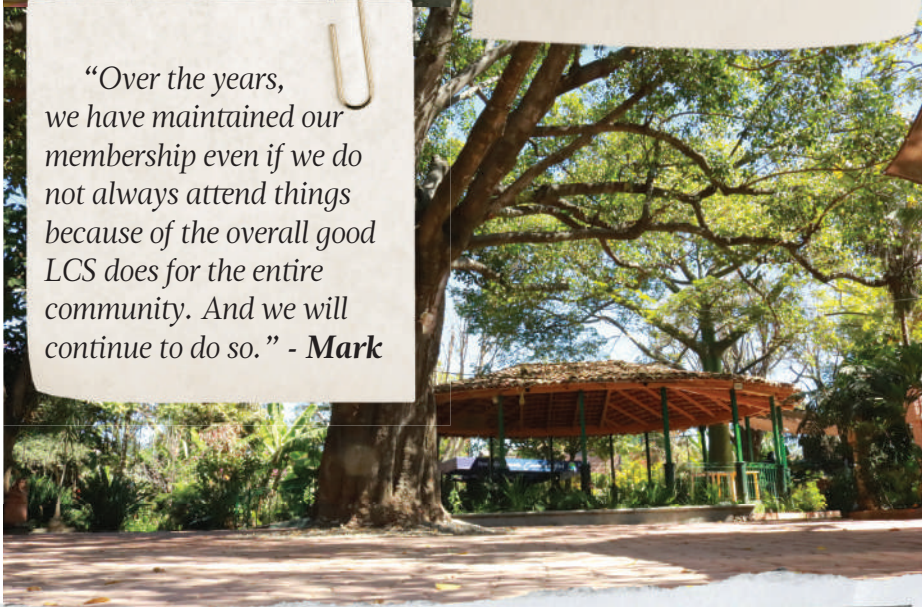 “Over the years,
we have maintained our
membership even if we do
not always attend things
because of the overall good
LCS does for the entire
community. And we will
continue to do so.” - Mark